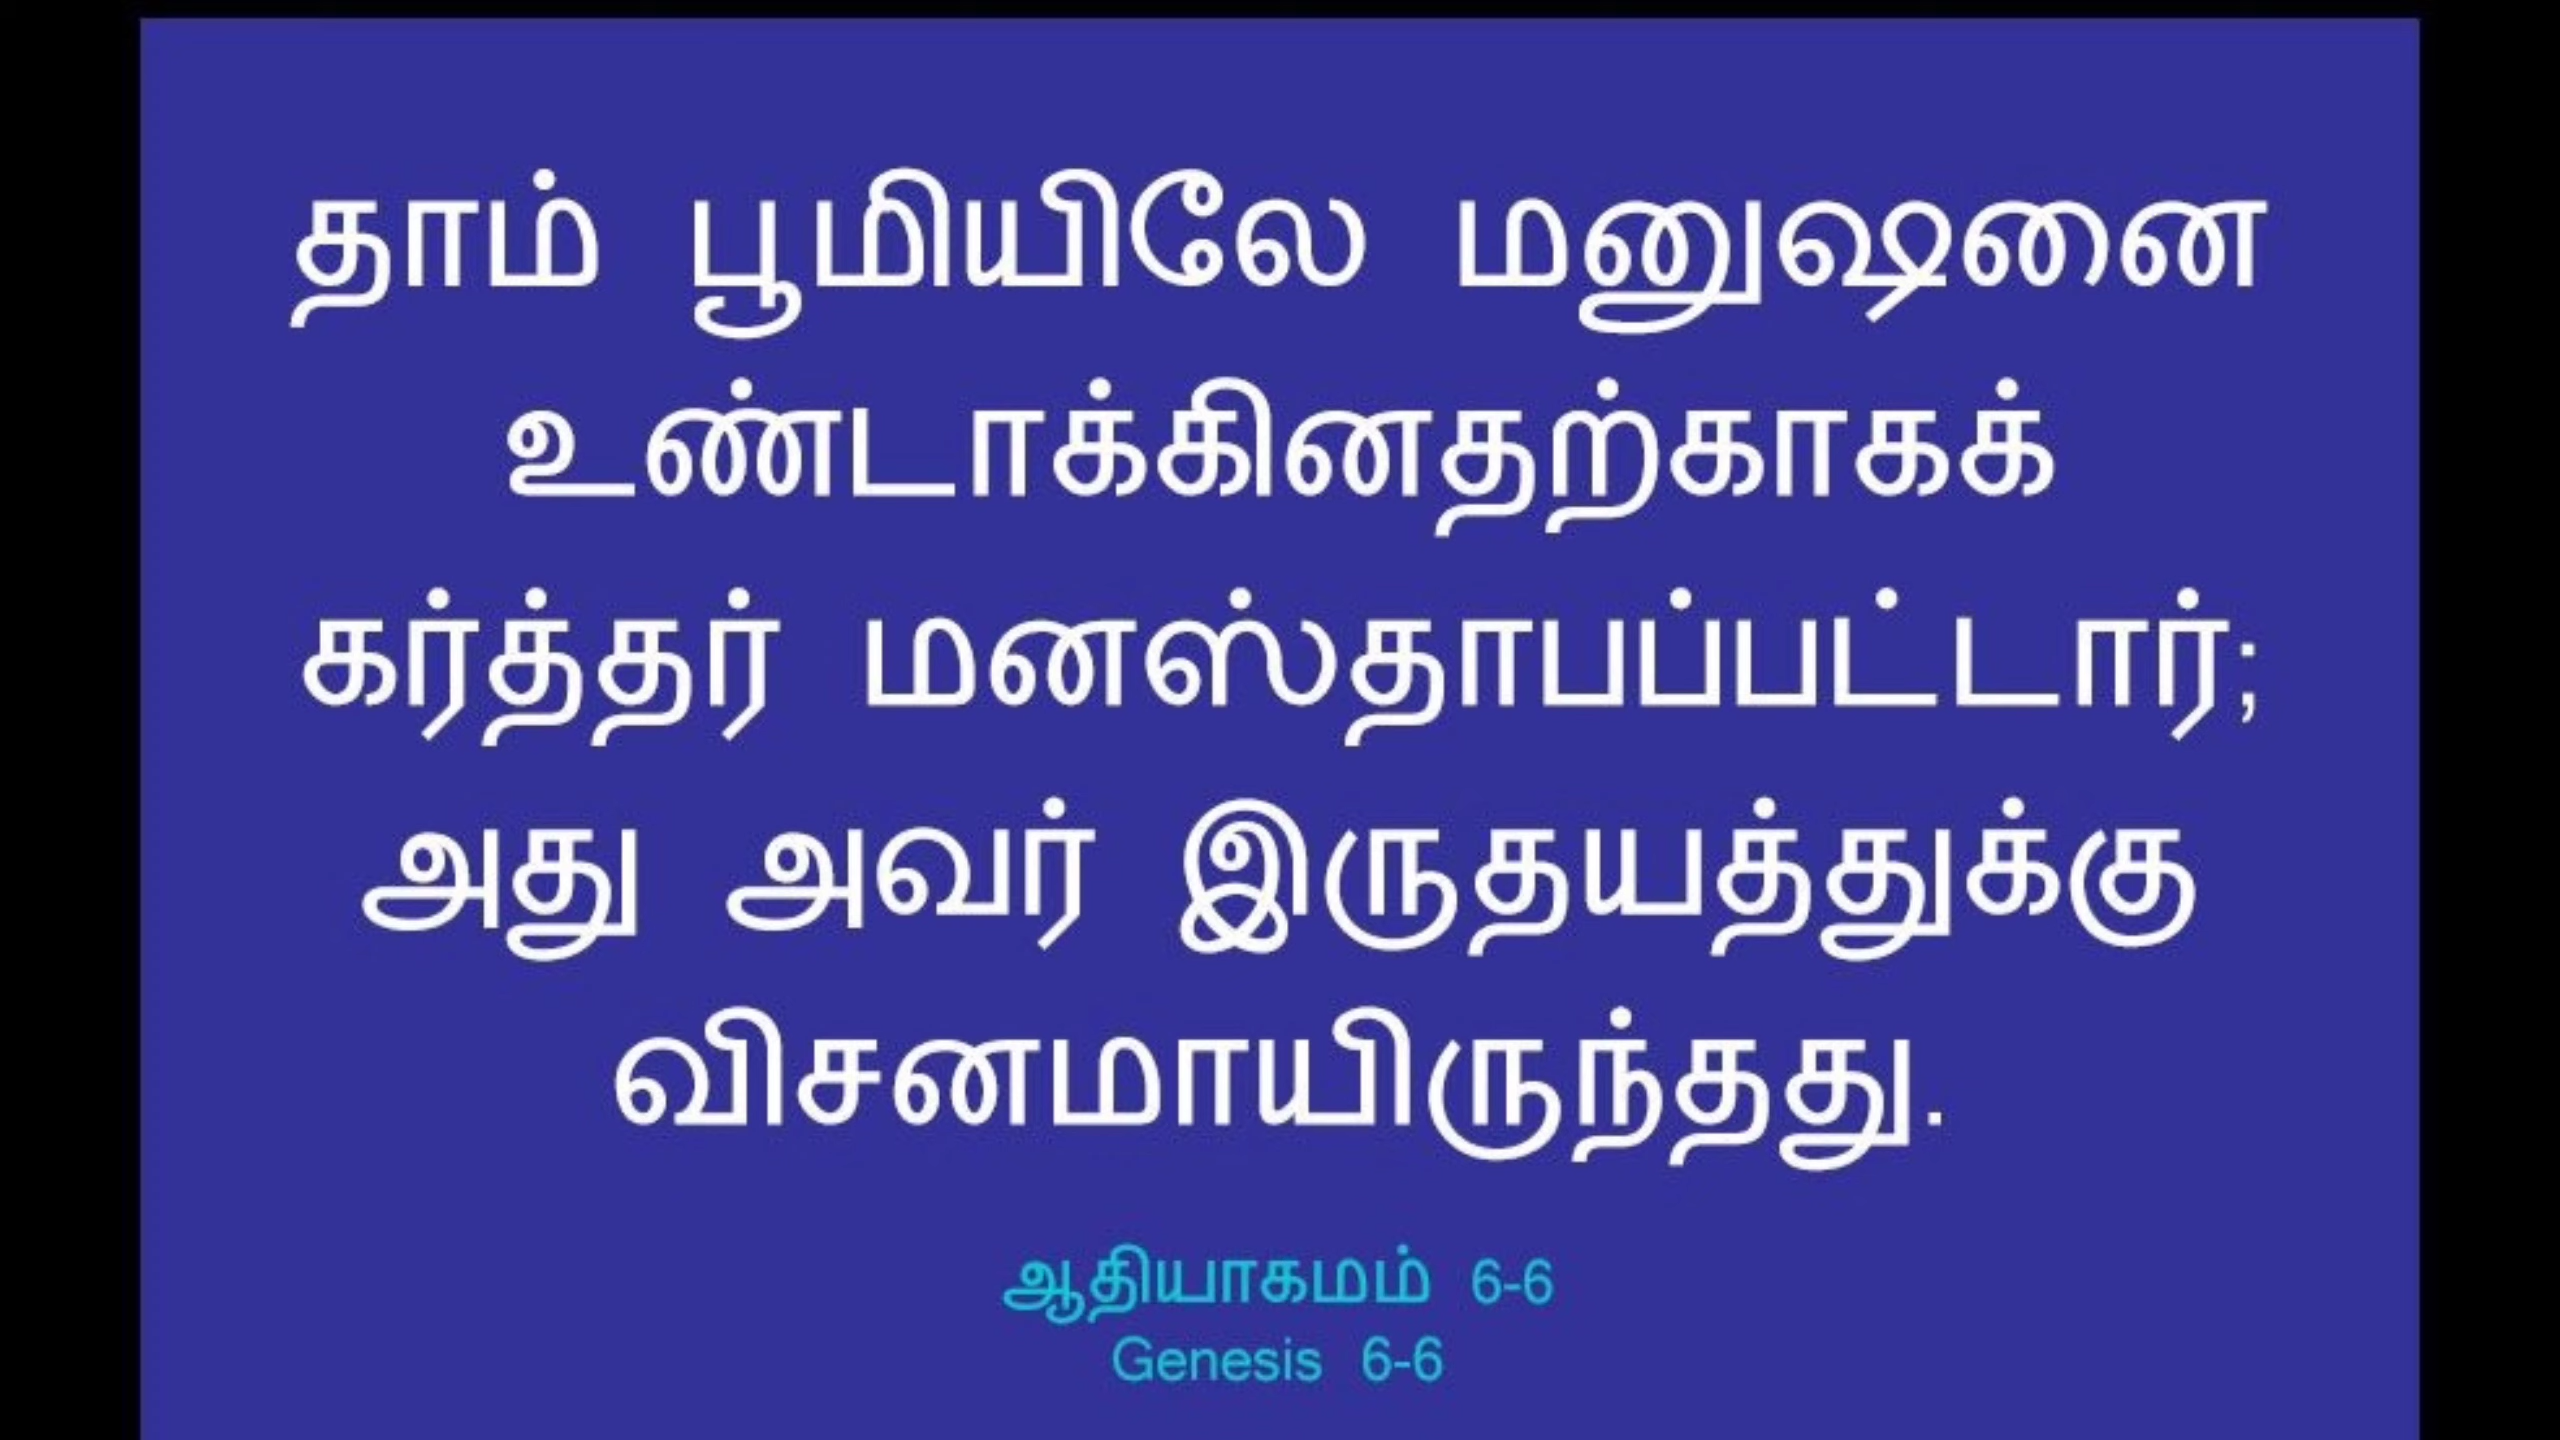 தாம் பூமியிலே மனுஷனை
உண்டாக்கினதற்காகக்
கர்த்தர் மனஸ்தாபப்பட்டார்;
அது அவர் இருதயத்துக்கு
விசனமாயிருந்தது.
ஆதியாகமம் 6-6
Genesis 6-6